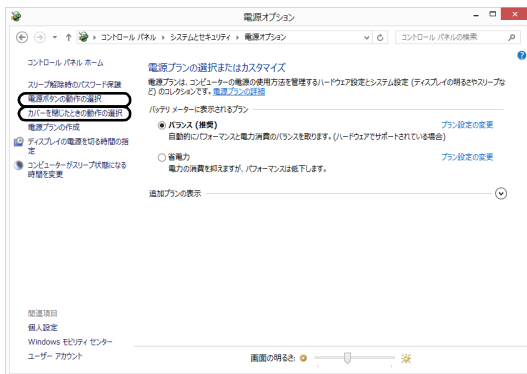 電源オプション
コントロール パネル ▸ システムとセキュリティ ▸ 電源オプション
コントロール パネルの検索
コントロール パネル ホーム
スリープ解除時のパスワード保護
電源ボタンの動作の選択
カバーを閉じたときの動作の選択
電源プランの作成
ディスプレイの電源を切る時間の指
定
コンピューターがスリープ状態になる
時間を変更
電源プランの選択またはカスタマイズ
電源プランは、コンピューターの電源の使用方法を管理するハードウェア設定とシステム設定 (ディスプレイの明るさやスリープな
ど) のコレクションです。電源プランの詳細
バッテリ メーターに表示されるプラン
バランス (推奨)
プラン設定の変更
自動的にパフォーマンスと電力消費のバランスを取ります。(ハードウェアでサポートされている場合)
省電力
プラン設定の変更
電力の消費を抑えますが、パフォーマンスは低下します。
追加プランの表示
関連項目
個人設定
Windows モビリティ センター
ユーザー アカウント
画面の明るさ: